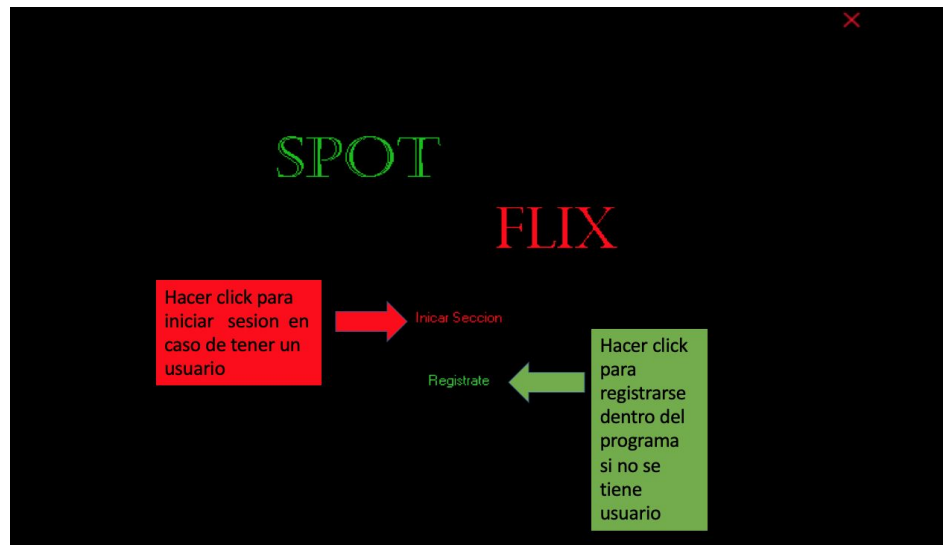 SPOT
FLIX
Hacer click para
iniciar sesion en
caso de tener un
usuario
Inicar Seccion
Registrate
Hacer click
para
registrarse
dentro del
programa
si no se
tiene
usuario